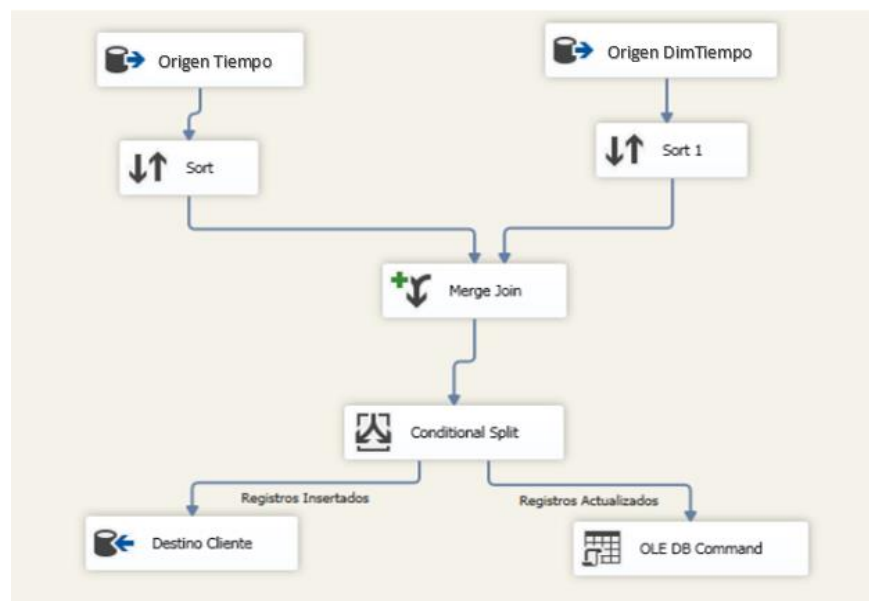 Origen Tiempo
Origen DimTiempo
Sort
Sort 1
Merge Join
Conditional Split
Registros Insertados
Registros Actualizados
Destino Cliente
OLE DB Command